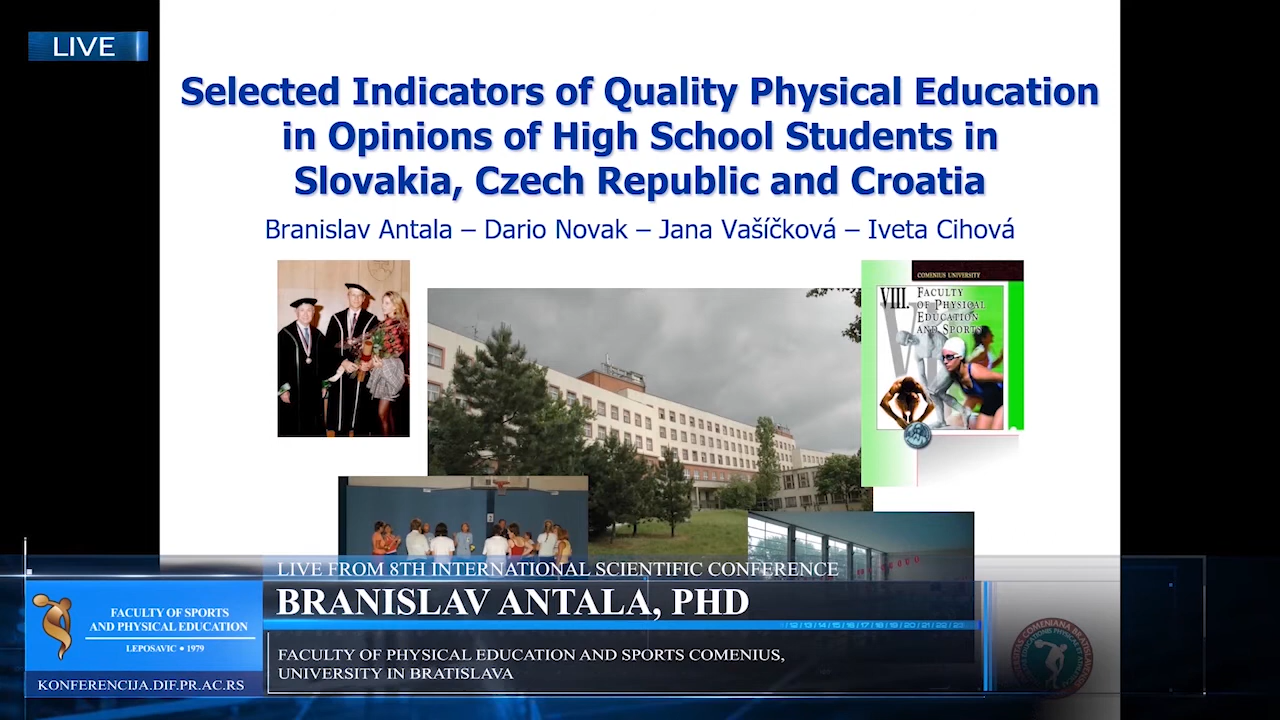 LIVE
Selected Indicators of Quality Physical Education
in Opinions of High School Students in
Slovakia, Czech Republic and Croatia
Branislav Antala – Dario Novak – Jana Vašíčková – Iveta Cihová
COMENIUS UNIVERSITY
VIII.
FACULTY
OF PHYSICAL
EDUCATION
AND SPORTS
LIVE FROM 8TH INTERNATIONAL SCIENTIFIC CONFERENCE
BRANISLAV ANTALA, PHD
FACULTY OF SPORTS
AND PHYSICAL EDUCATION
LEPOSAVIC • 1979
FACULTY OF PHYSICAL EDUCATION AND SPORTS COMENIUS,
UNIVERSITY IN BRATISLAVA
KONFERENCIJA.DIF.PR.AC.RS